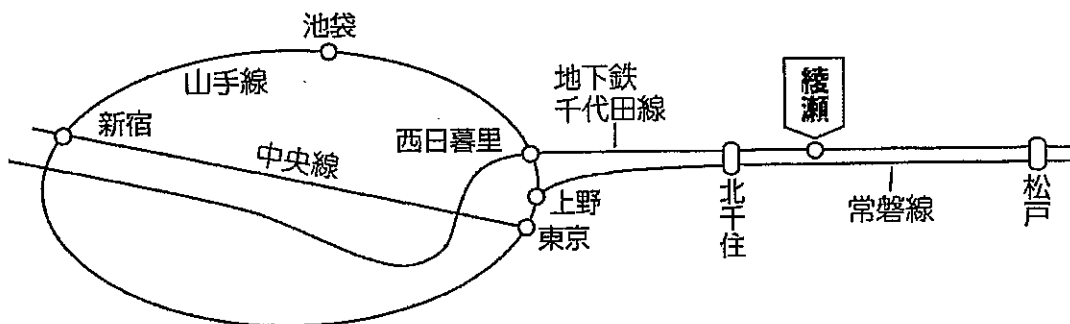 池袋
山手線
新宿
中央線
西日暮里
地下鉄
千代田線
綾瀬
上野
東京
北千住
常磐線
松戸